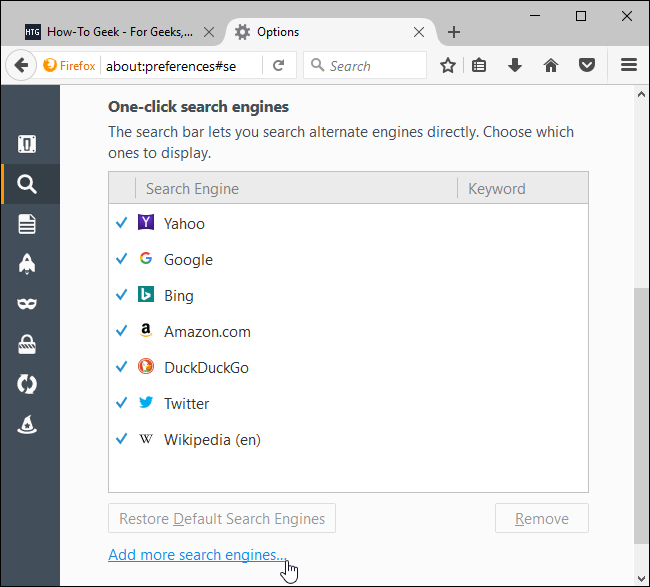 HTG How-To Geek - For Geeks,...
Options
Firefox about:preferences#se Search
One-click search engines
The search bar lets you search alternate engines directly. Choose which
ones to display.
Search Engine Keyword
Yahoo
Google
Bing
Amazon.com
DuckDuckGo
Twitter
Wikipedia (en)
Restore Default Search Engines Remove
Add more search engines...